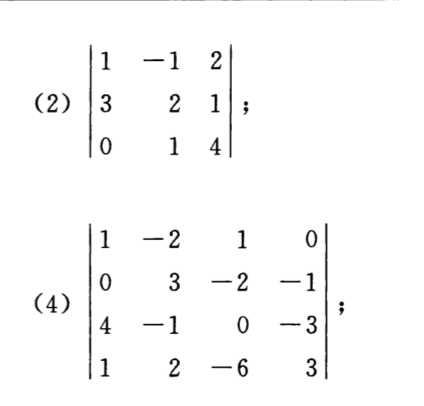 (2) | 1 －1 2 |
| 3 2 1 | ；
| 0 1 4 |
(4) | 1 －2 1 0 |
| 0 3 －2 －1 |
| 4 －1 0 －3 | ；
| 1 2 －6 3 |